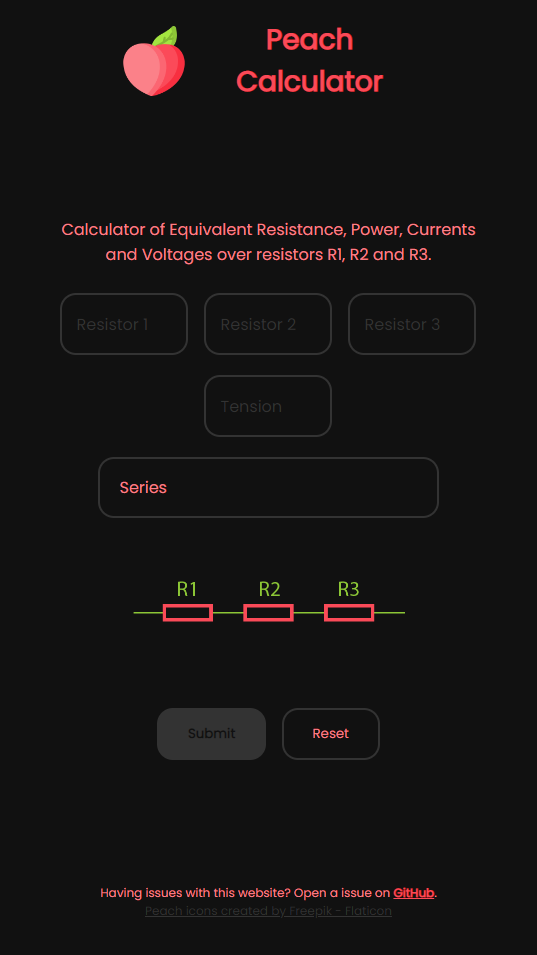 Peach
Calculator
Calculator of Equivalent Resistance, Power, Currents
and Voltages over resistors R1, R2 and R3.
Resistor 1 Resistor 2 Resistor 3
Tension
Series
R1 R2 R3
Submit Reset
Having issues with this website? Open a issue on GitHub.
Peach icons created by Freepik - Flaticon